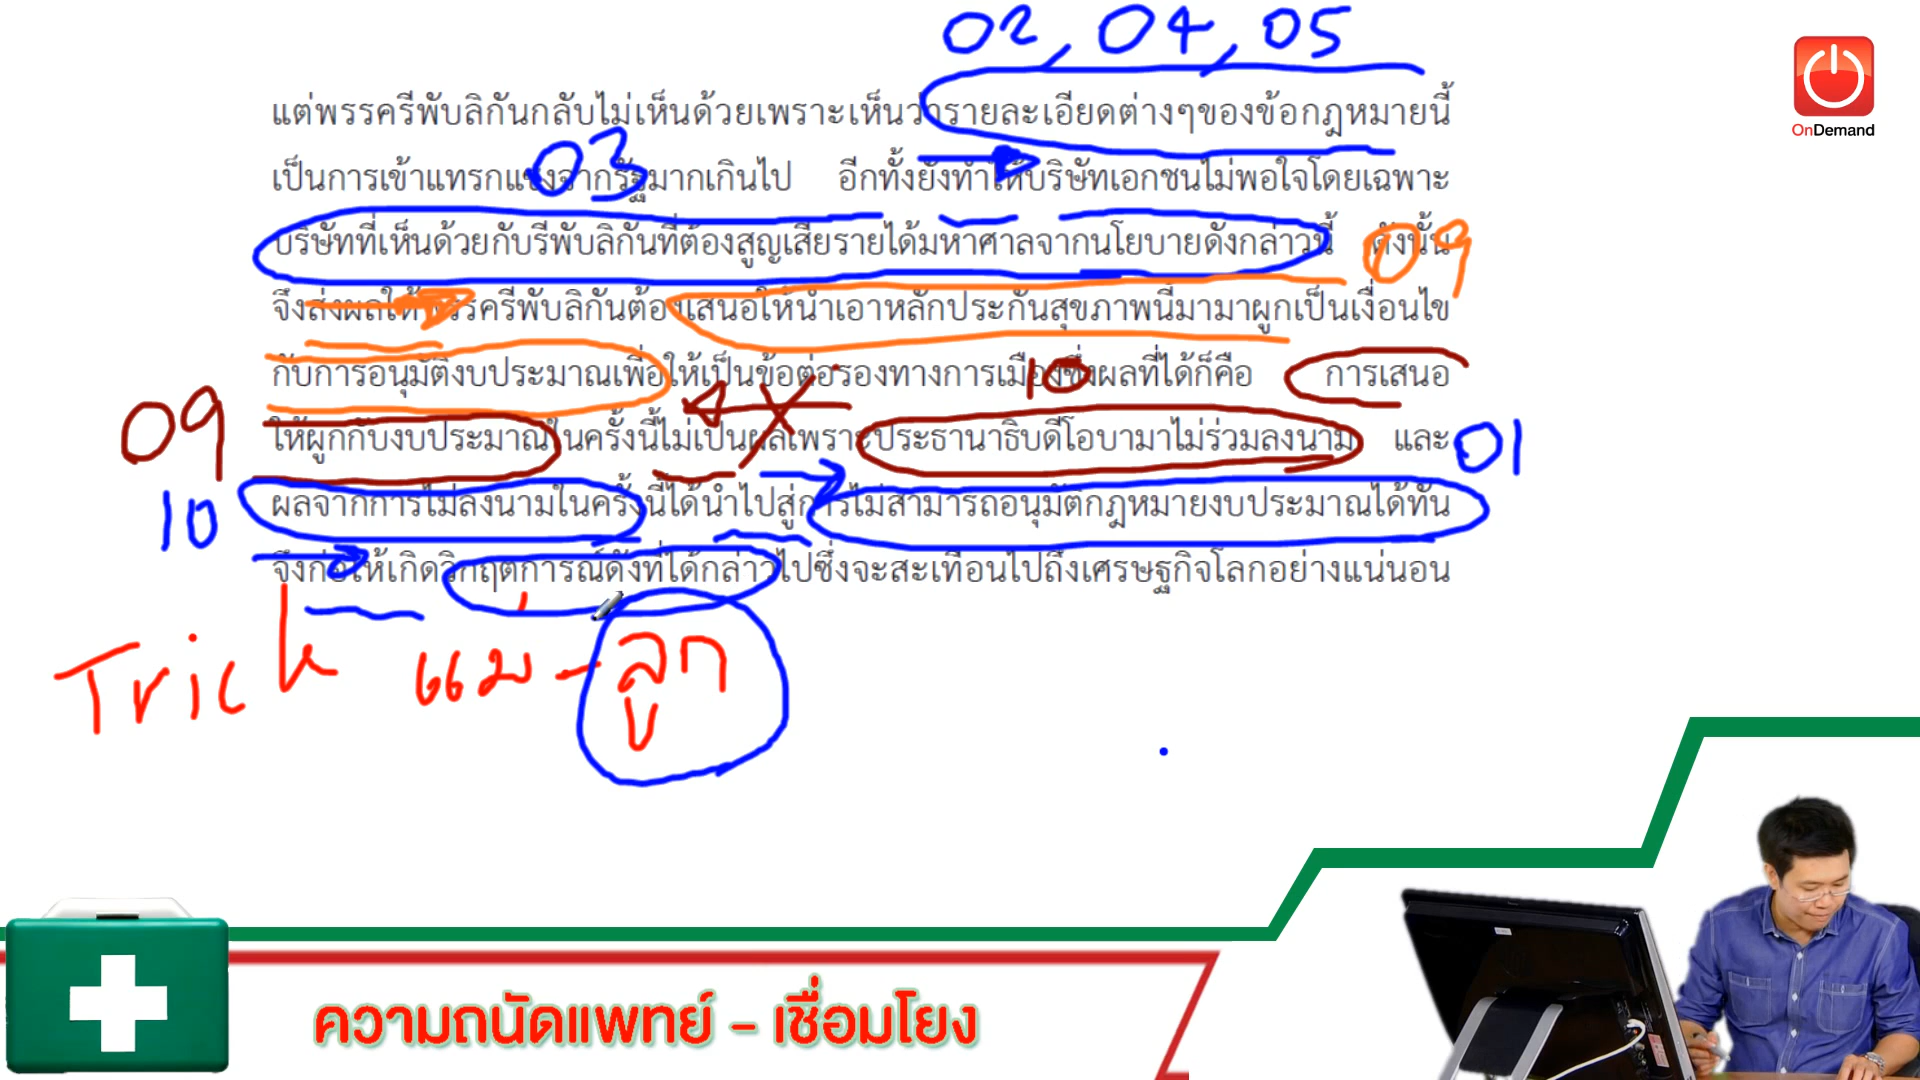 02, 04, 05
OnDemand
แต่พรรครีพับลิกันกลับไม่เห็นด้วยเพราะเห็นว่ารายละเอียดต่างๆของข้อกฎหมายนี้
03
เป็นการเข้าแทรกแซงจากรัฐมากเกินไป อีกทั้งยังทำให้บริษัทเอกชนไม่พอใจโดยเฉพาะ
บริษัทที่เห็นด้วยกับรีพับลิกันที่ต้องสูญเสียรายได้มหาศาลจากนโยบายดังกล่าวนี้ ดังนั้น
09
จึงส่งผลให้พรรครีพับลิกันต้องเสนอให้นำเอาหลักประกันสุขภาพนี้มามาผูกเป็นเงื่อนไข
กับการอนุมัติงบประมาณเพื่อให้เป็นข้อต่อรองทางการเมืองซึ่งผลที่ได้ก็คือ การเสนอ
10
09
ให้ผูกกับงบประมาณในครั้งนี้ไม่เป็นผลเพราะประธานาธิบดีโอบามาไม่ร่วมลงนาม และ
01
10
ผลจากการไม่ลงนามในครั้งนี้ได้นำไปสู่การไม่สามารถอนุมัติกฎหมายงบประมาณได้ทัน
จึงก่อให้เกิดวิกฤตการณ์ดังที่ได้กล่าวไปซึ่งจะสะเทือนไปถึงเศรษฐกิจโลกอย่างแน่นอน
Trick แม่-ลูก
ความถนัดแพทย์ - เชื่อมโยง